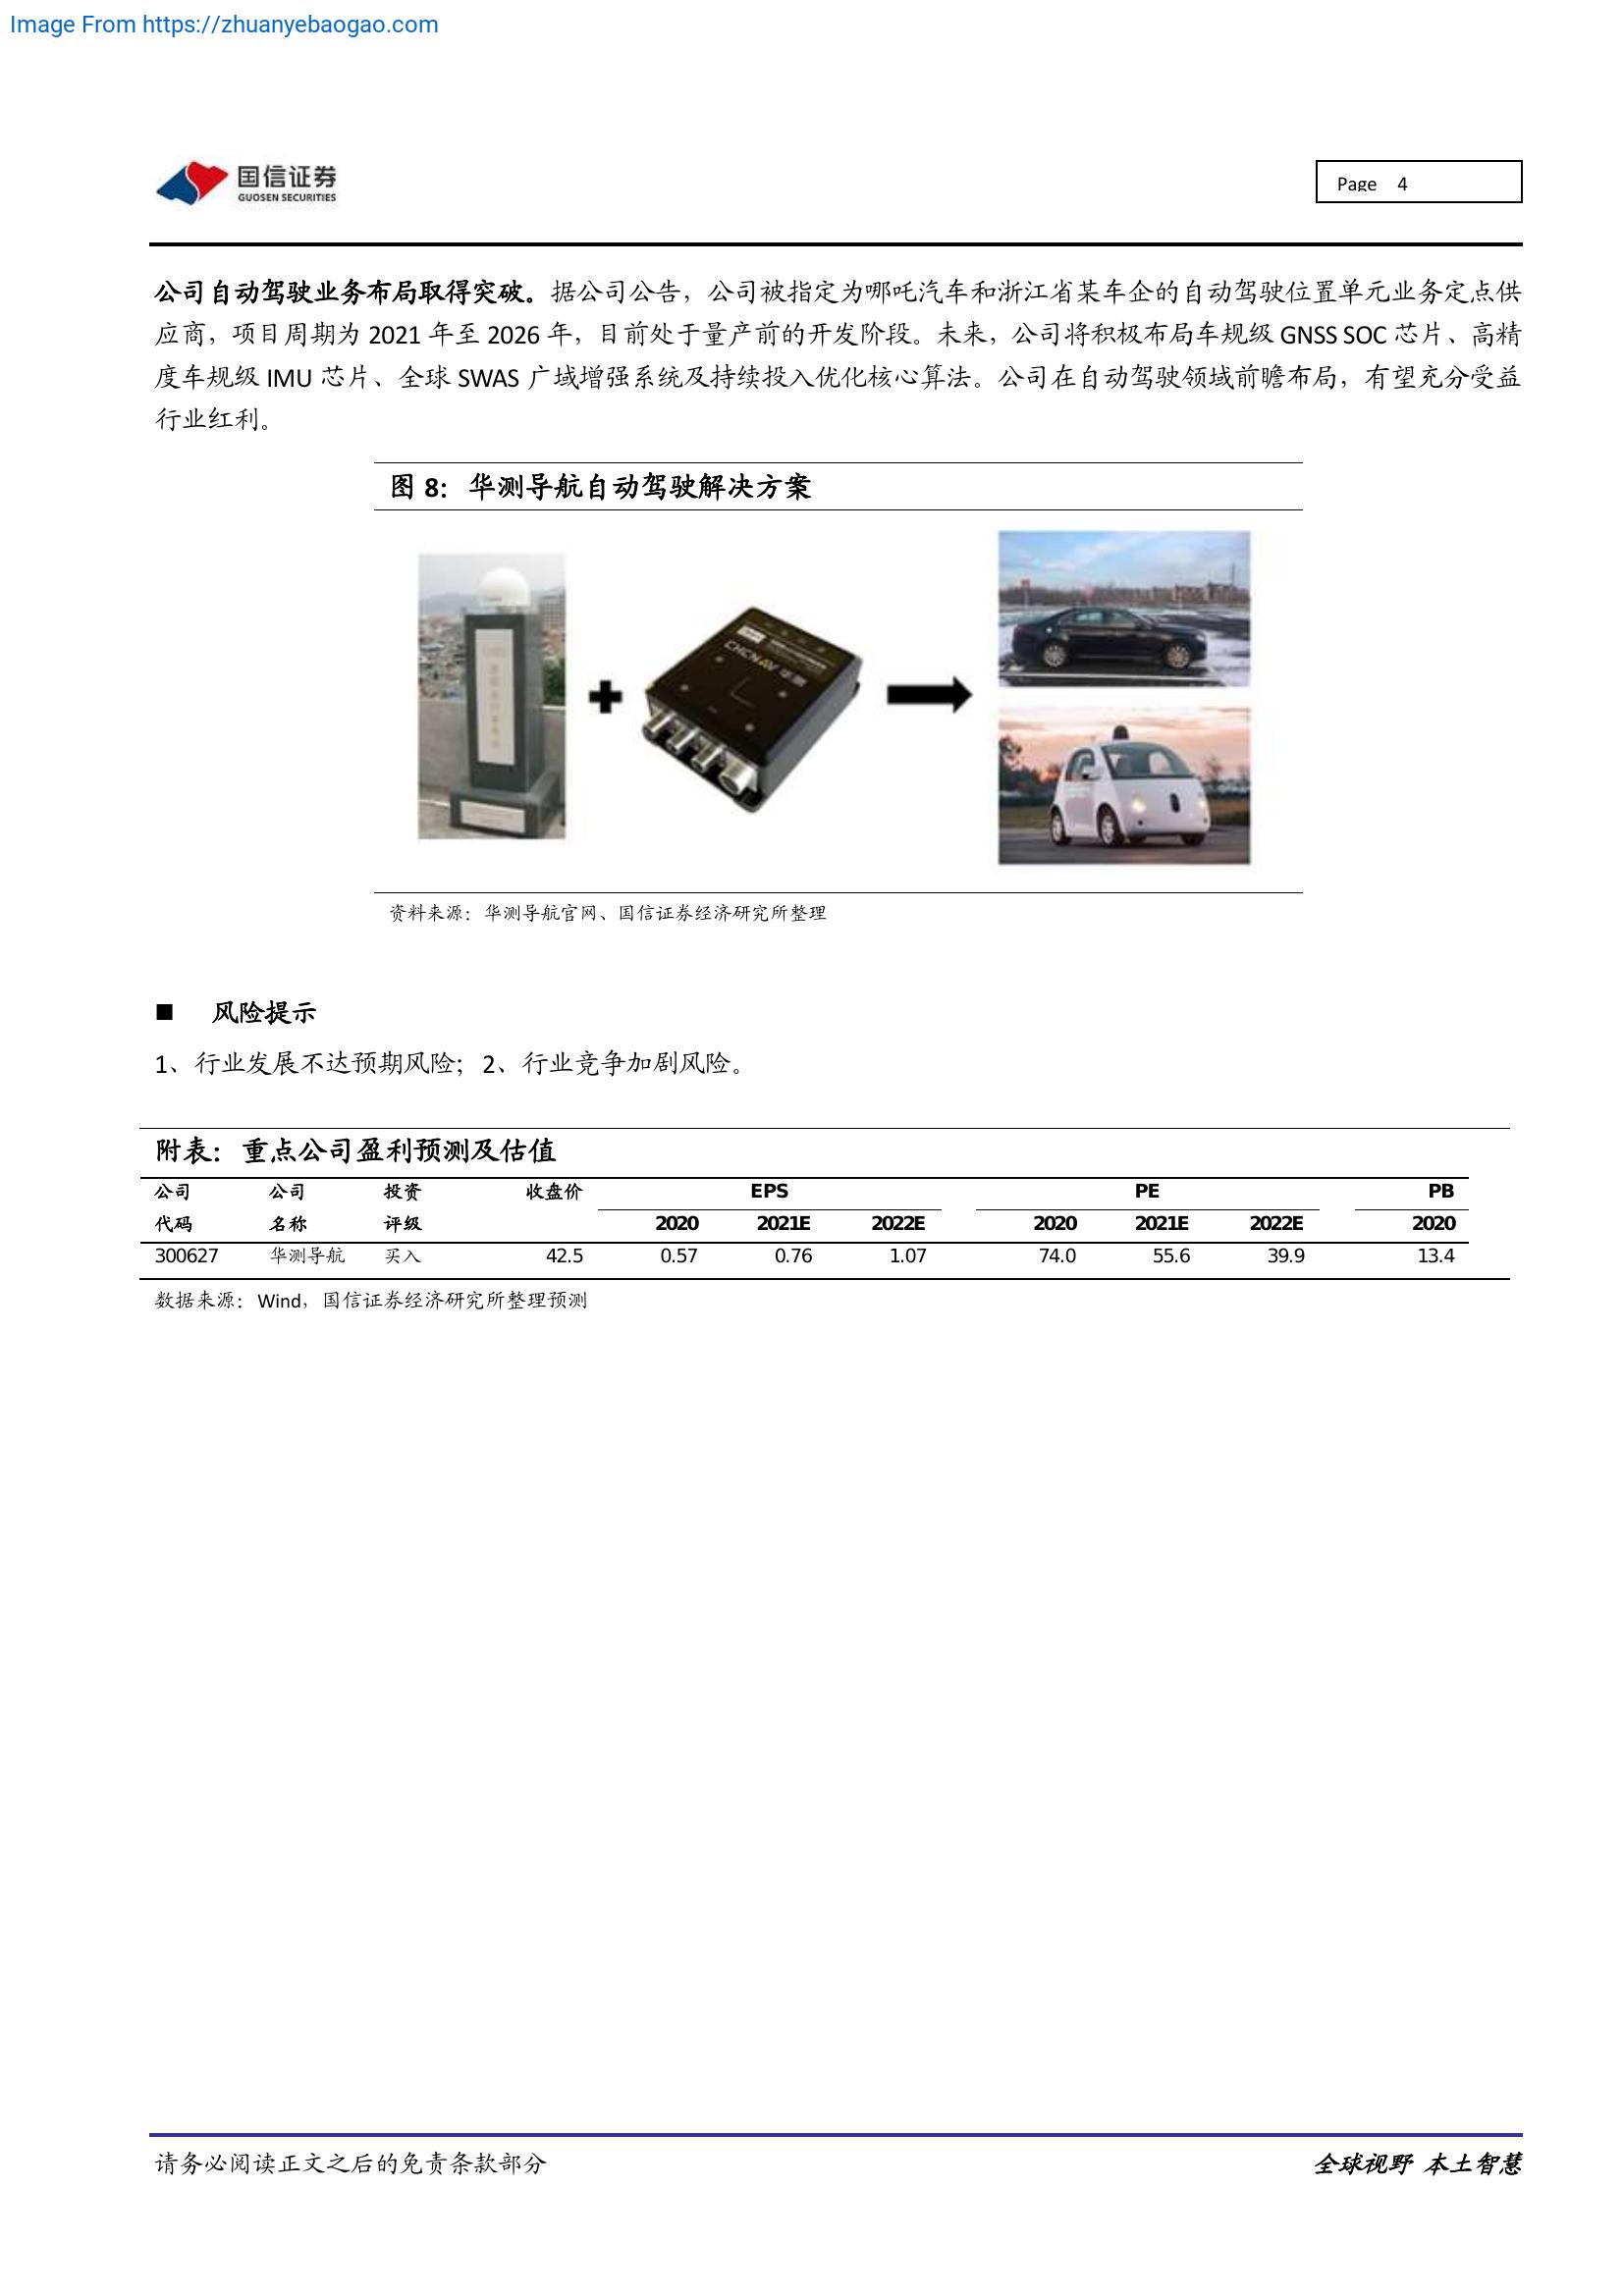 Image From https://zhuanyebaogao.com
国信证券
GUOSEN SECURITIES
Page 4
公司自动驾驶业务布局取得突破。据公司公告，公司被指定为哪吒汽车和浙江省某车企的自动驾驶位置单元业务定点供
应商，项目周期为 2021 年至 2026 年，目前处于量产前的开发阶段。未来，公司将积极布局车规级 GNSS SOC 芯片、高精
度车规级 IMU 芯片、全球 SWAS 广域增强系统及持续投入优化核心算法。公司在自动驾驶领域前瞻布局，有望充分受益
行业红利。
图 8：华测导航自动驾驶解决方案
CHCNAV 华测
资料来源：华测导航官网、国信证券经济研究所整理
■ 风险提示
1、行业发展不达预期风险；2、行业竞争加剧风险。
附表：重点公司盈利预测及估值
公司 公司 投资 收盘价 EPS PE PB
代码 名称 评级 2020 2021E 2022E 2020 2021E 2022E 2020
300627 华测导航 买入 42.5 0.57 0.76 1.07 74.0 55.6 39.9 13.4
数据来源：Wind，国信证券经济研究所整理预测
请务必阅读正文之后的免责条款部分 全球视野 本土智慧